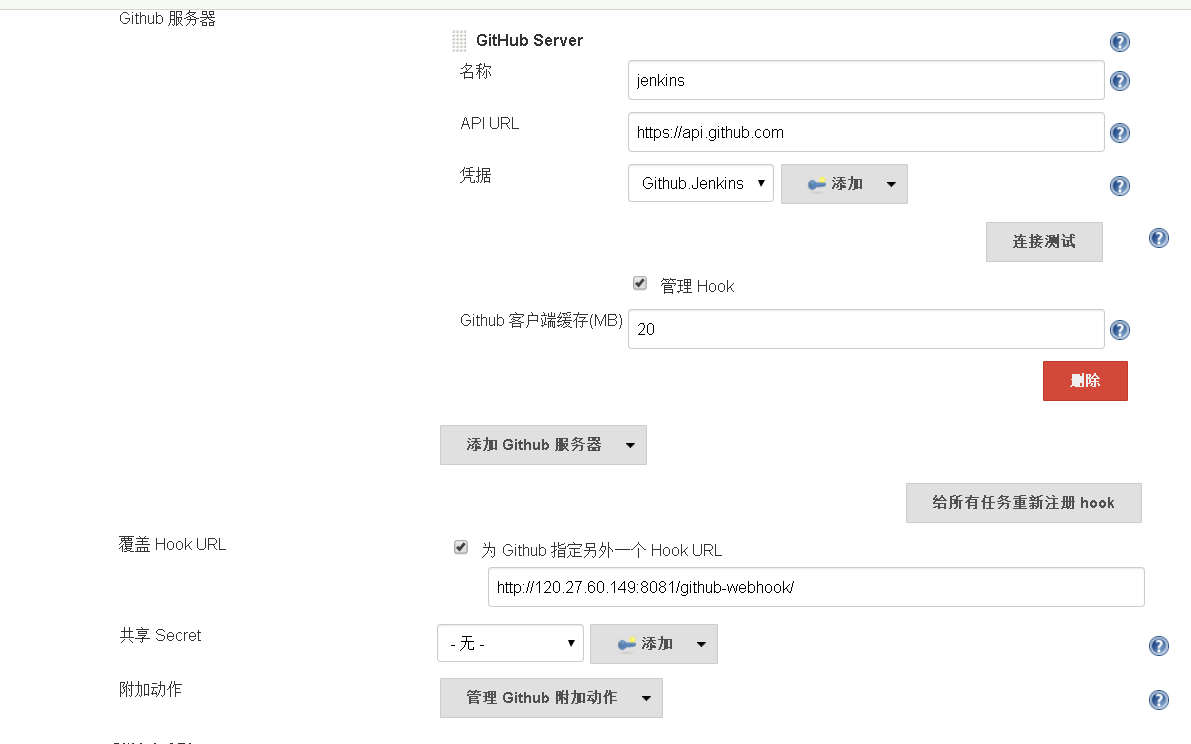 Github 服务器
GitHub Server
名称
jenkins
API URL
https://api.github.com
凭据
Github.Jenkins
添加
连接测试
管理 Hook
Github 客户端缓存(MB)
20
删除
添加 Github 服务器
给所有任务重新注册 hook
覆盖 Hook URL
为 Github 指定另外一个 Hook URL
http://120.27.60.149:8081/github-webhook/
共享 Secret
- 无 -
添加
附加动作
管理 Github 附加动作